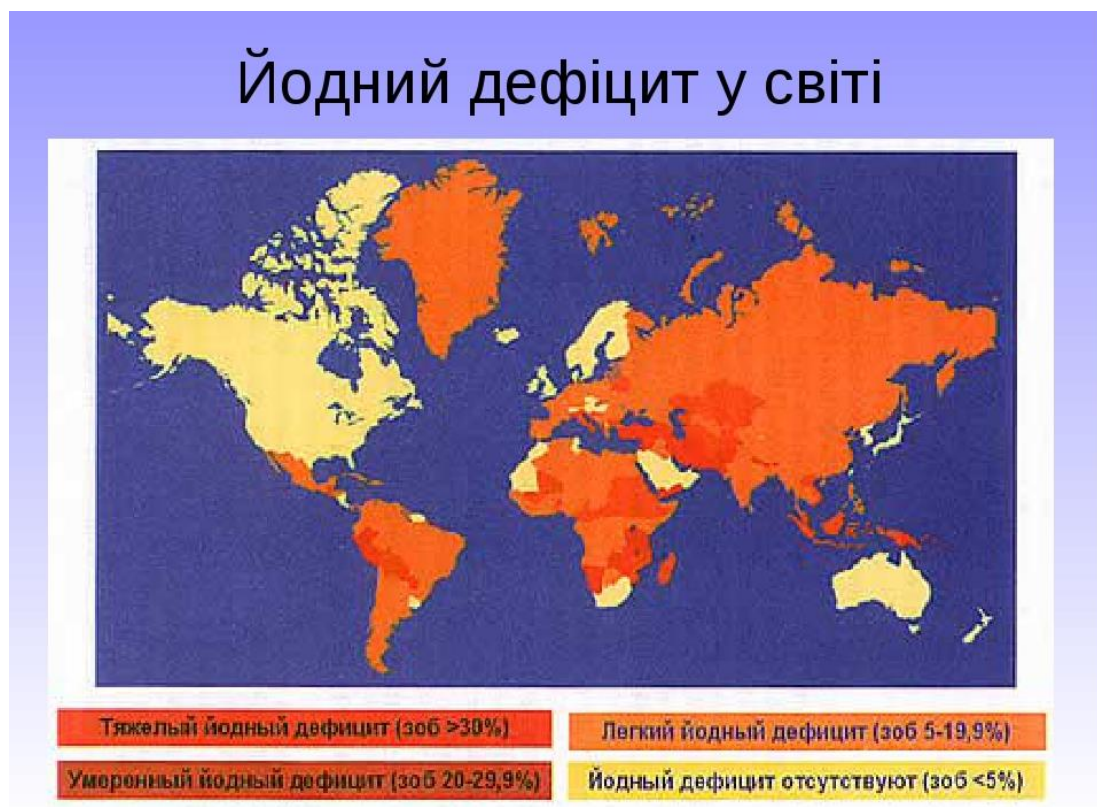 Йодний дефіцит у світі
Тяжелый йодный дефицит (зоб >30%)
Легкий йодный дефицит (зоб 5-19,9%)
Умеренный йодный дефицит (зоб 20-29,9%)
Йодный дефицит отсутствуют (зоб <5%)